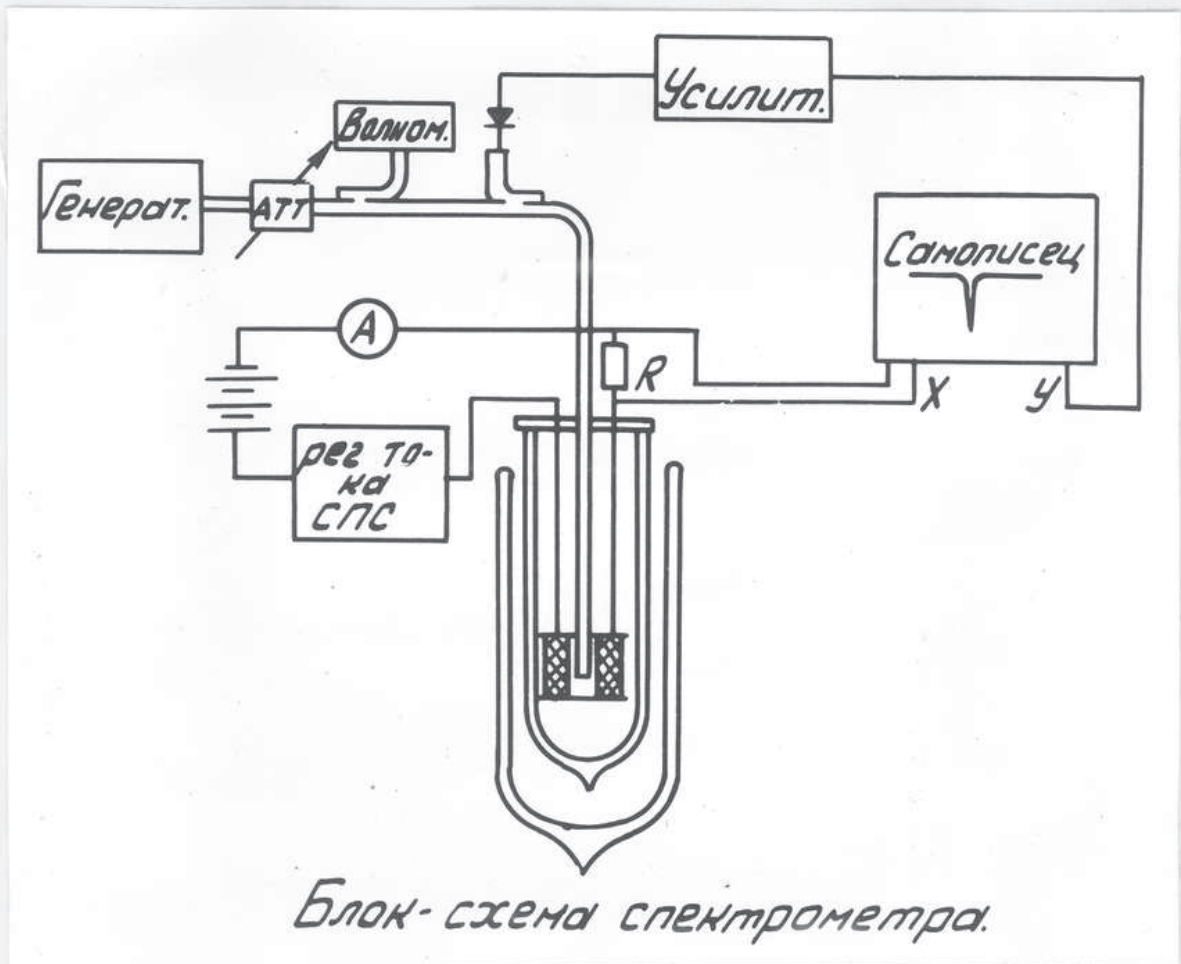 Усилит.
Волном.
Генерат.
АТТ
Самописец
А
R
X
У
рег то-
ка
СПС
Блок-схема спектрометра.